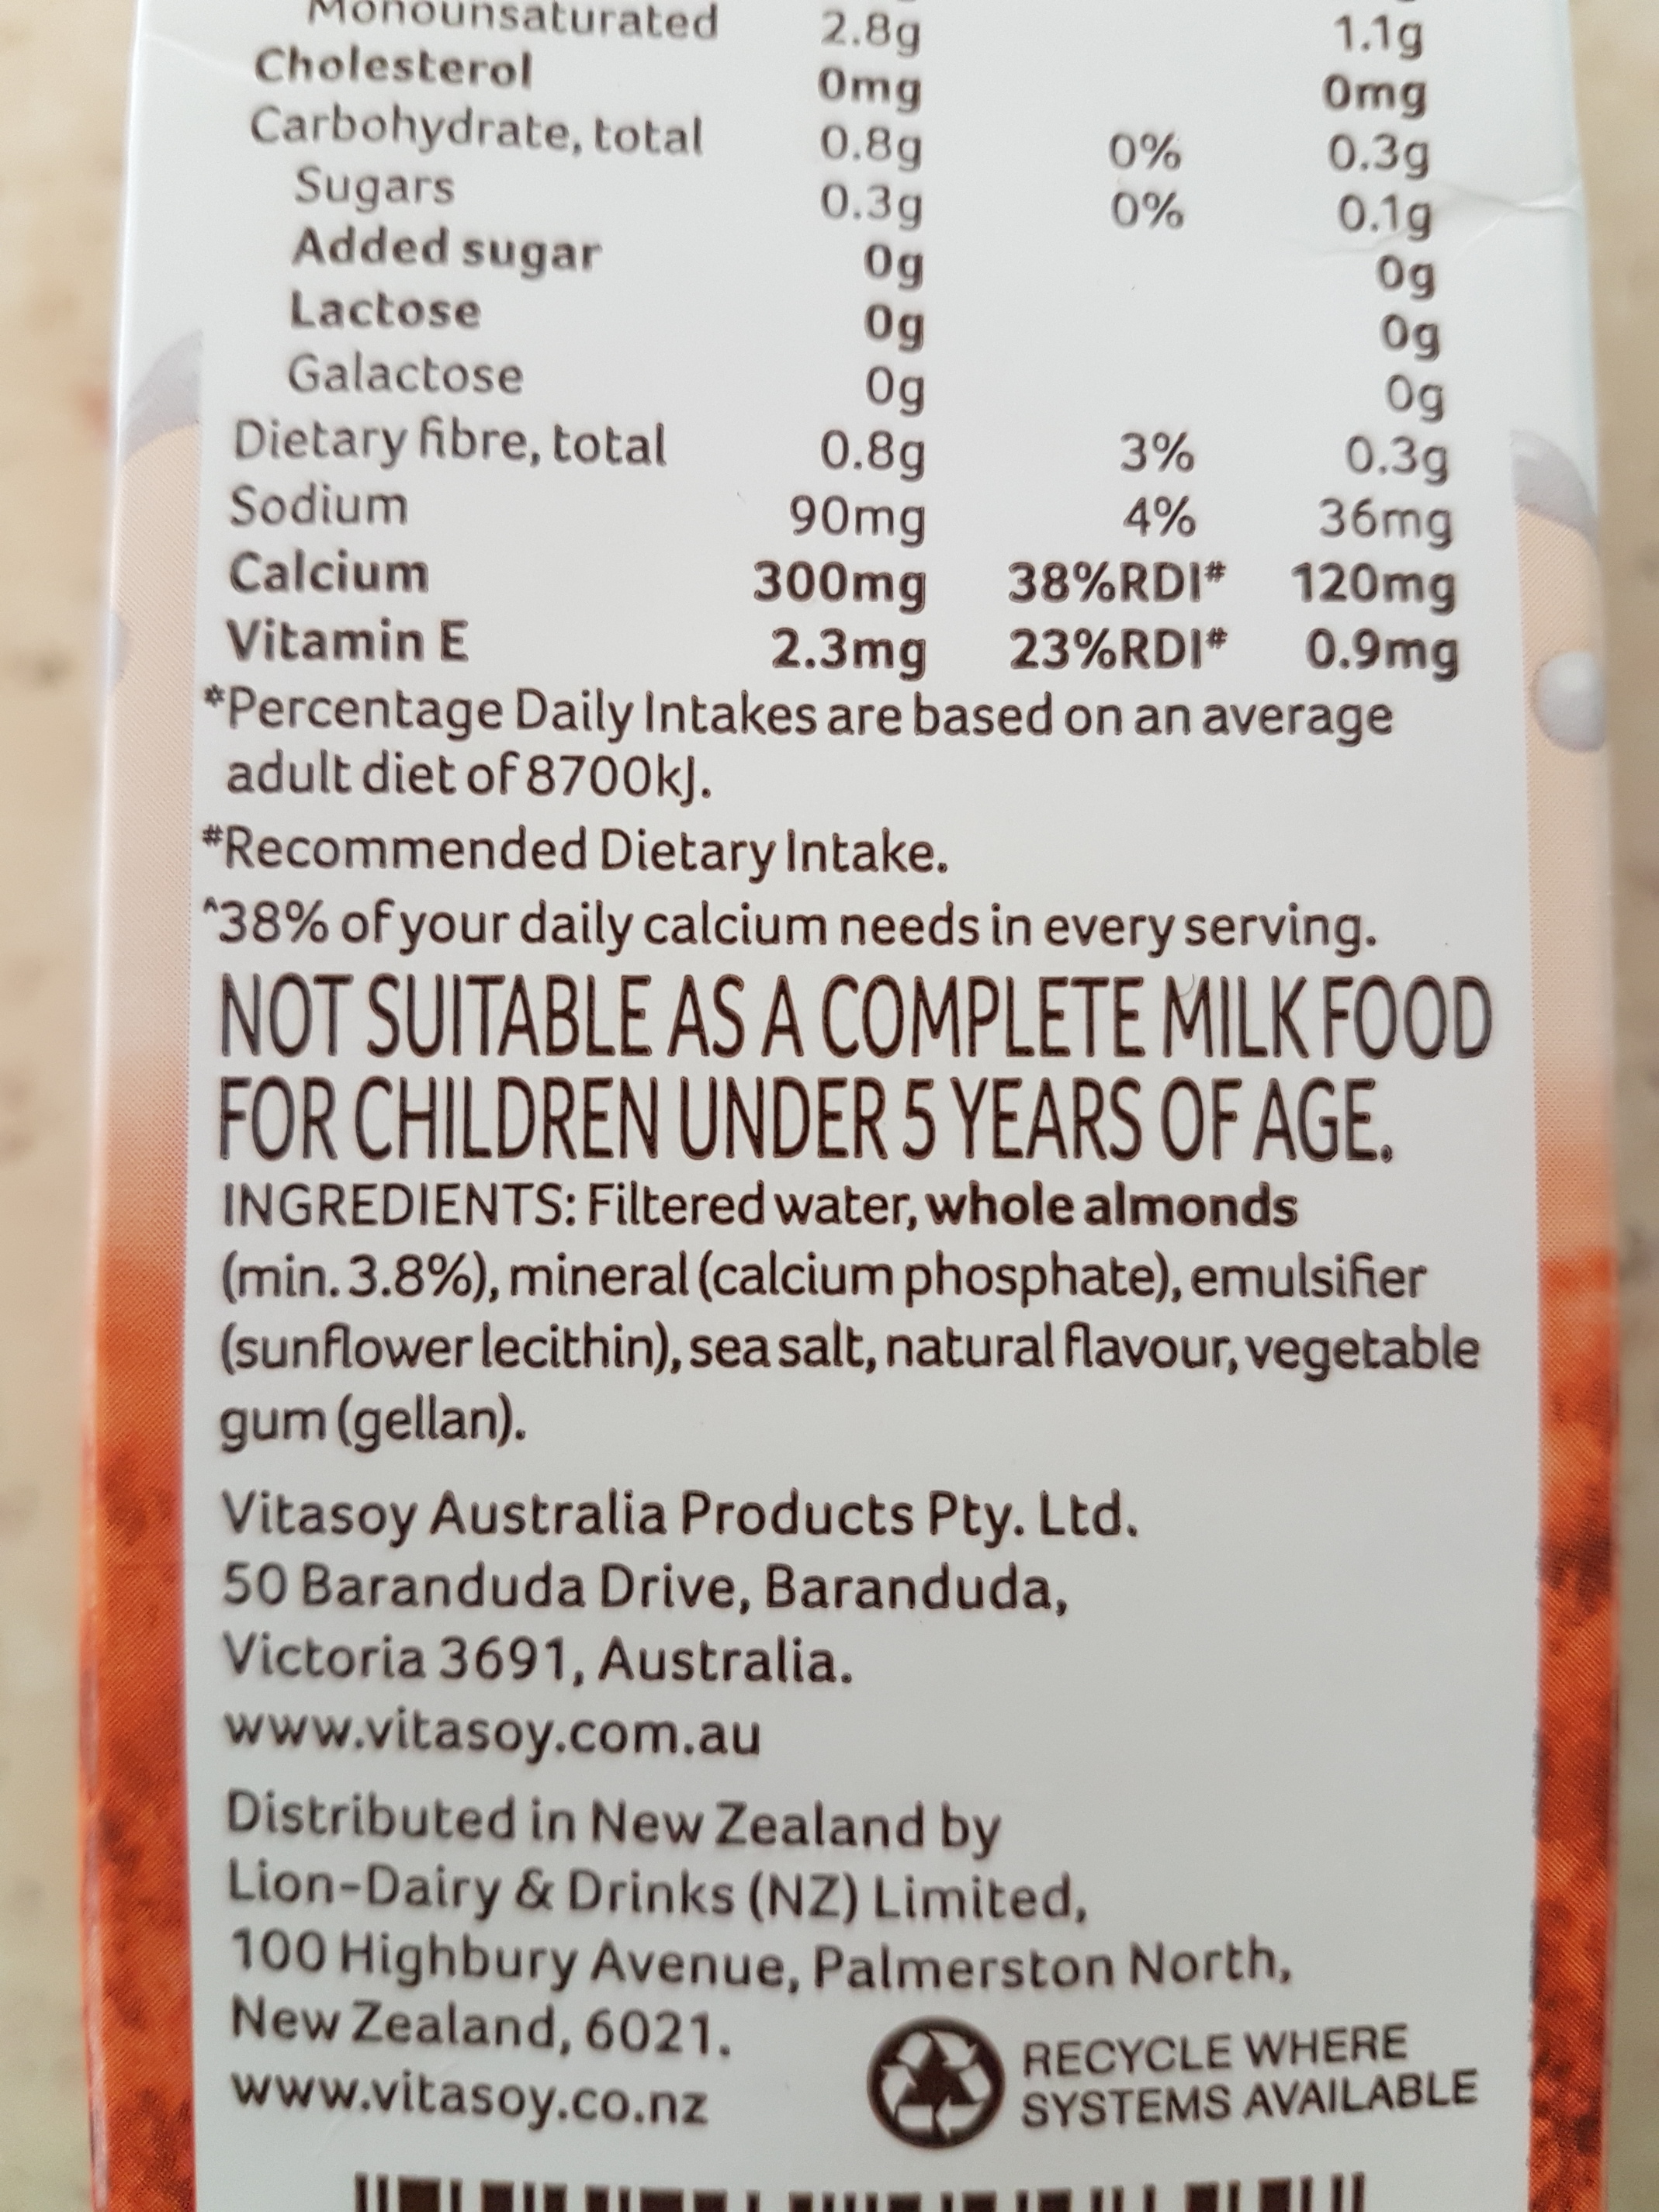 Monounsaturated 2.8g 1.1g
Cholesterol 0mg 0mg
Carbohydrate, total 0.8g 0% 0.3g
Sugars 0.3g 0% 0.1g
Added sugar 0g 0g
Lactose 0g 0g
Galactose 0g 0g
Dietary fibre, total 0.8g 3% 0.3g
Sodium 90mg 4% 36mg
Calcium 300mg 38%RDI# 120mg
Vitamin E 2.3mg 23%RDI# 0.9mg
*Percentage Daily Intakes are based on an average
adult diet of 8700kJ.
#Recommended Dietary Intake.
^38% of your daily calcium needs in every serving.
NOT SUITABLE AS A COMPLETE MILK FOOD
FOR CHILDREN UNDER 5 YEARS OF AGE.
INGREDIENTS: Filtered water, whole almonds
(min. 3.8%), mineral (calcium phosphate), emulsifier
(sunflower lecithin), sea salt, natural flavour, vegetable
gum (gellan).
Vitasoy Australia Products Pty. Ltd.
50 Baranduda Drive, Baranduda,
Victoria 3691, Australia.
www.vitasoy.com.au
Distributed in New Zealand by
Lion-Dairy & Drinks (NZ) Limited,
100 Highbury Avenue, Palmerston North,
New Zealand, 6021.
www.vitasoy.co.nz
RECYCLE WHERE
SYSTEMS AVAILABLE